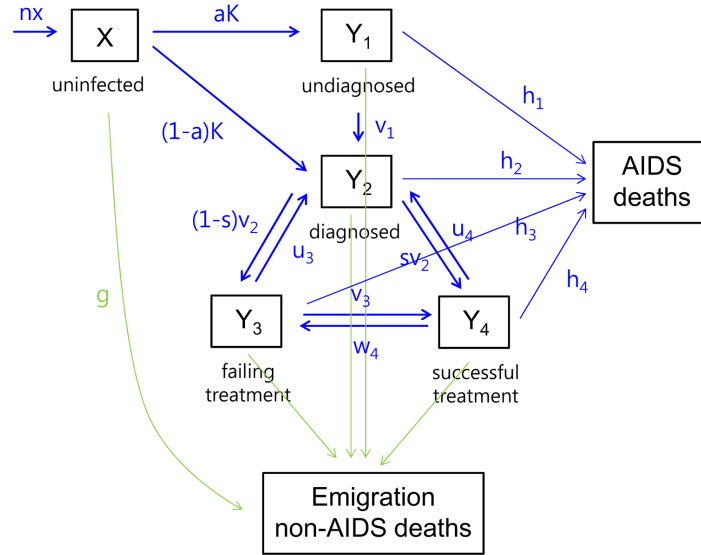 nx
X
aK
Y₁
uninfected
undiagnosed
h₁
(1-a)K
v₁
AIDS
deaths
Y₂
h₂
(1-s)v₂
diagnosed
u₄
h₃
u₃
sv₂
h₄
g
Y₃
v₃
Y₄
w₄
failing
treatment
successful
treatment
Emigration
non-AIDS deaths